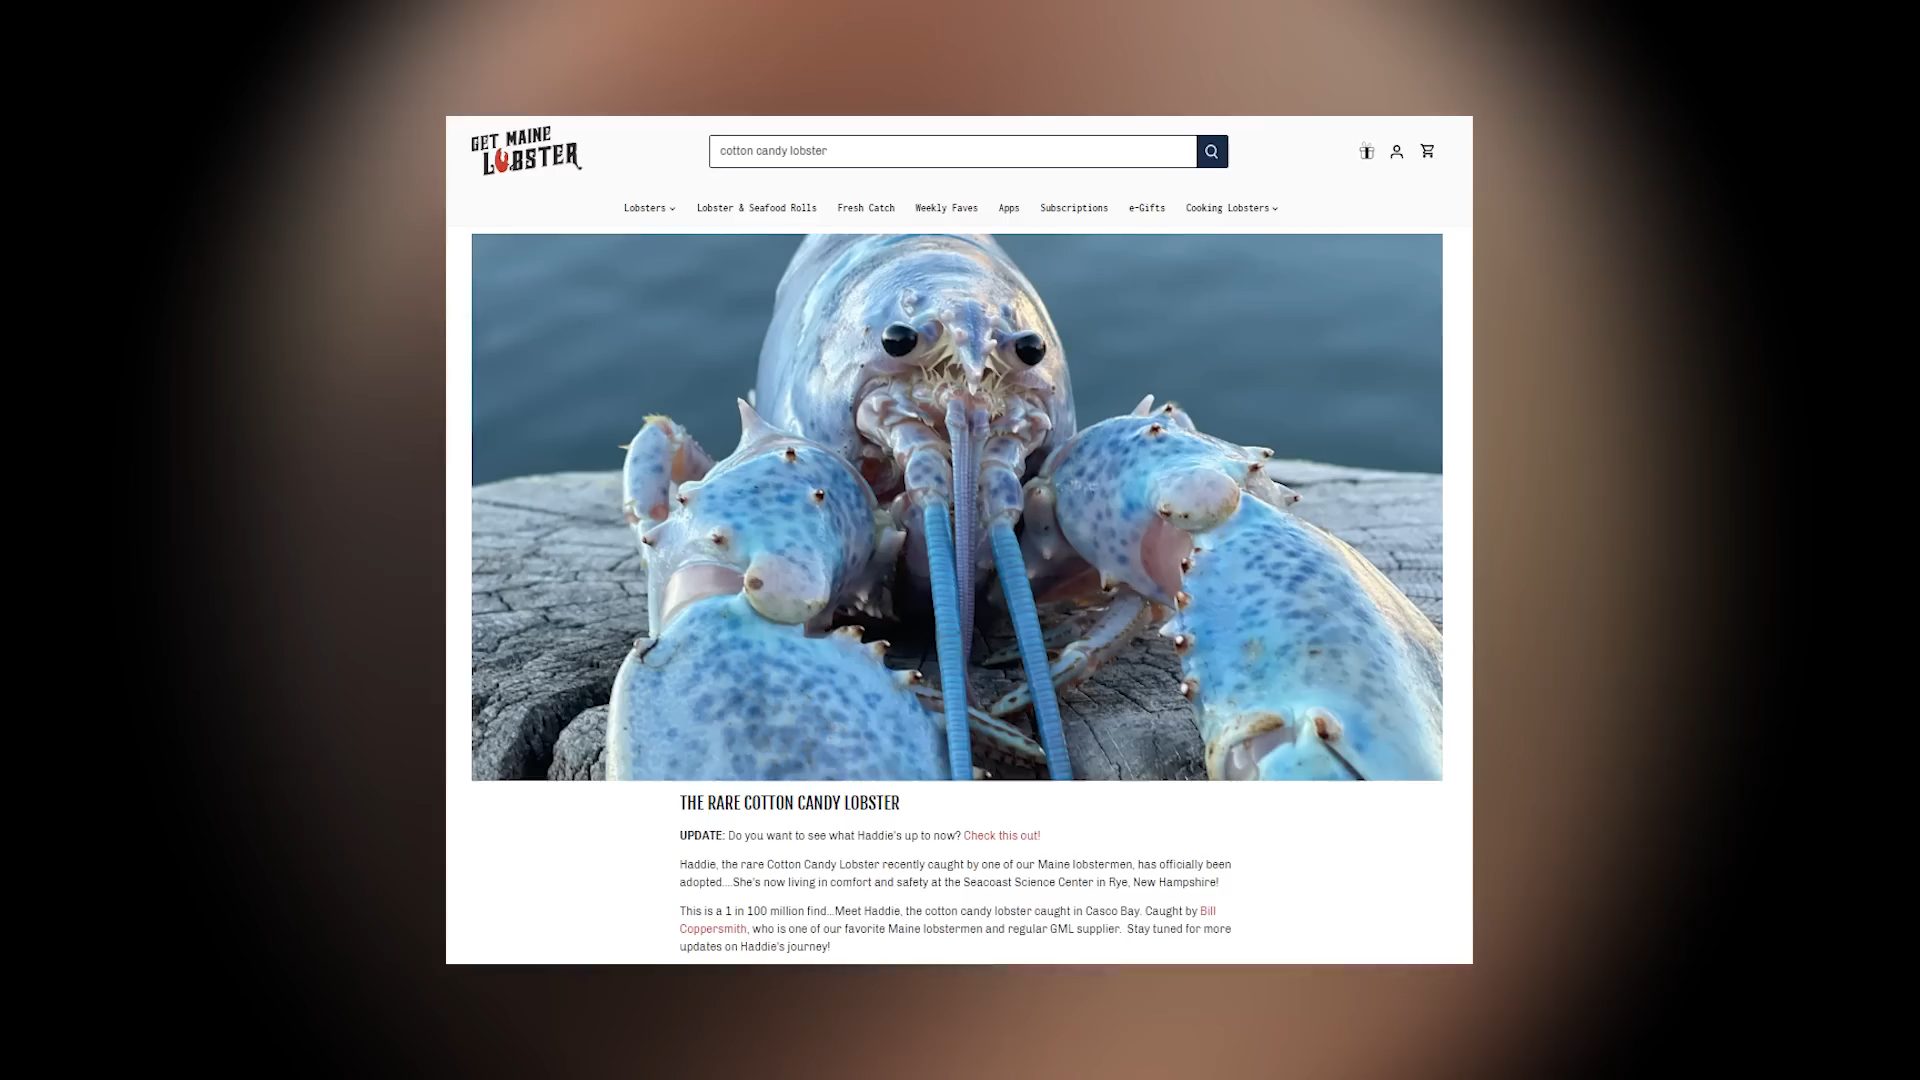 GET MAINE
LOBSTER
cotton candy lobster
Lobsters Lobster & Seafood Rolls Fresh Catch Weekly Faves Apps Subscriptions e-Gifts Cooking Lobsters
THE RARE COTTON CANDY LOBSTER
UPDATE: Do you want to see what Haddie's up to now? Check this out!
Haddie, the rare Cotton Candy Lobster recently caught by one of our Maine lobstermen, has officially been
adopted....She's now living in comfort and safety at the Seacoast Science Center in Rye, New Hampshire!
This is a 1 in 100 million find...Meet Haddie, the cotton candy lobster caught in Casco Bay. Caught by Bill
Coppersmith, who is one of our favorite Maine lobstermen and regular GML supplier. Stay tuned for more
updates on Haddie's journey!